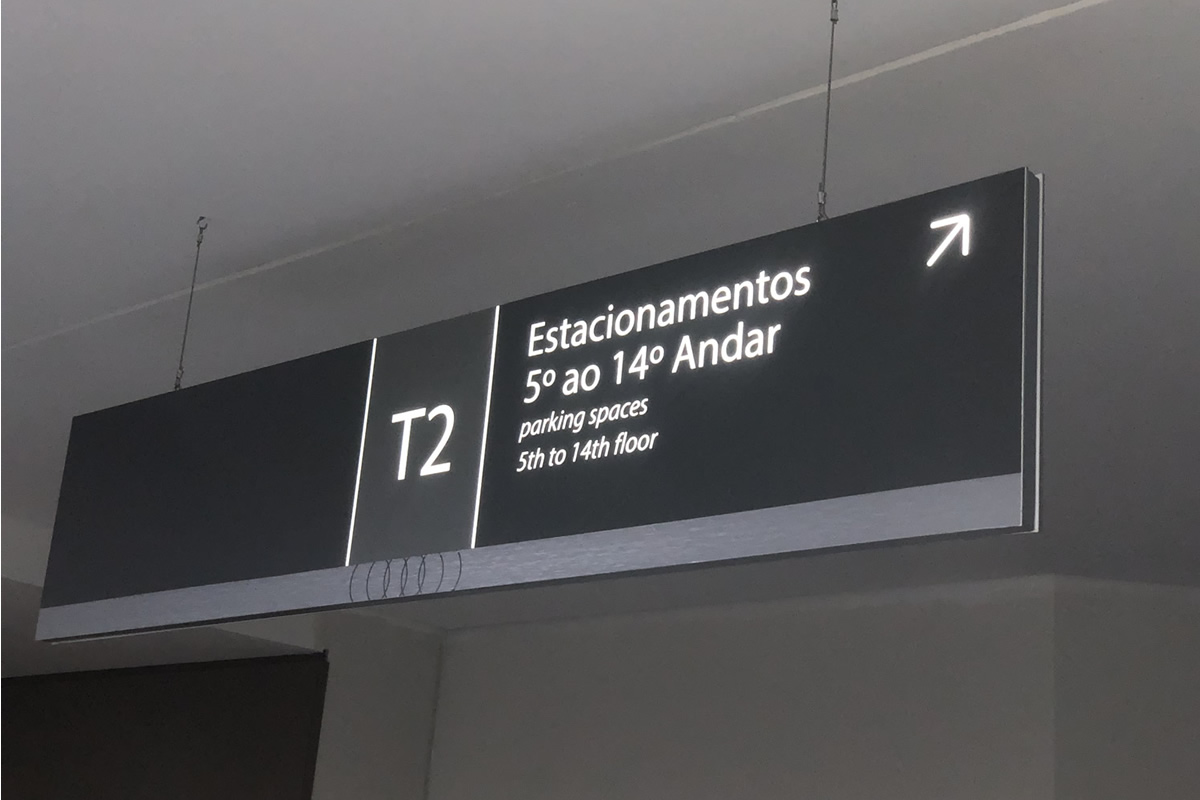 T2
Estacionamentos
5º ao 14º Andar
parking spaces
5th to 14th floor